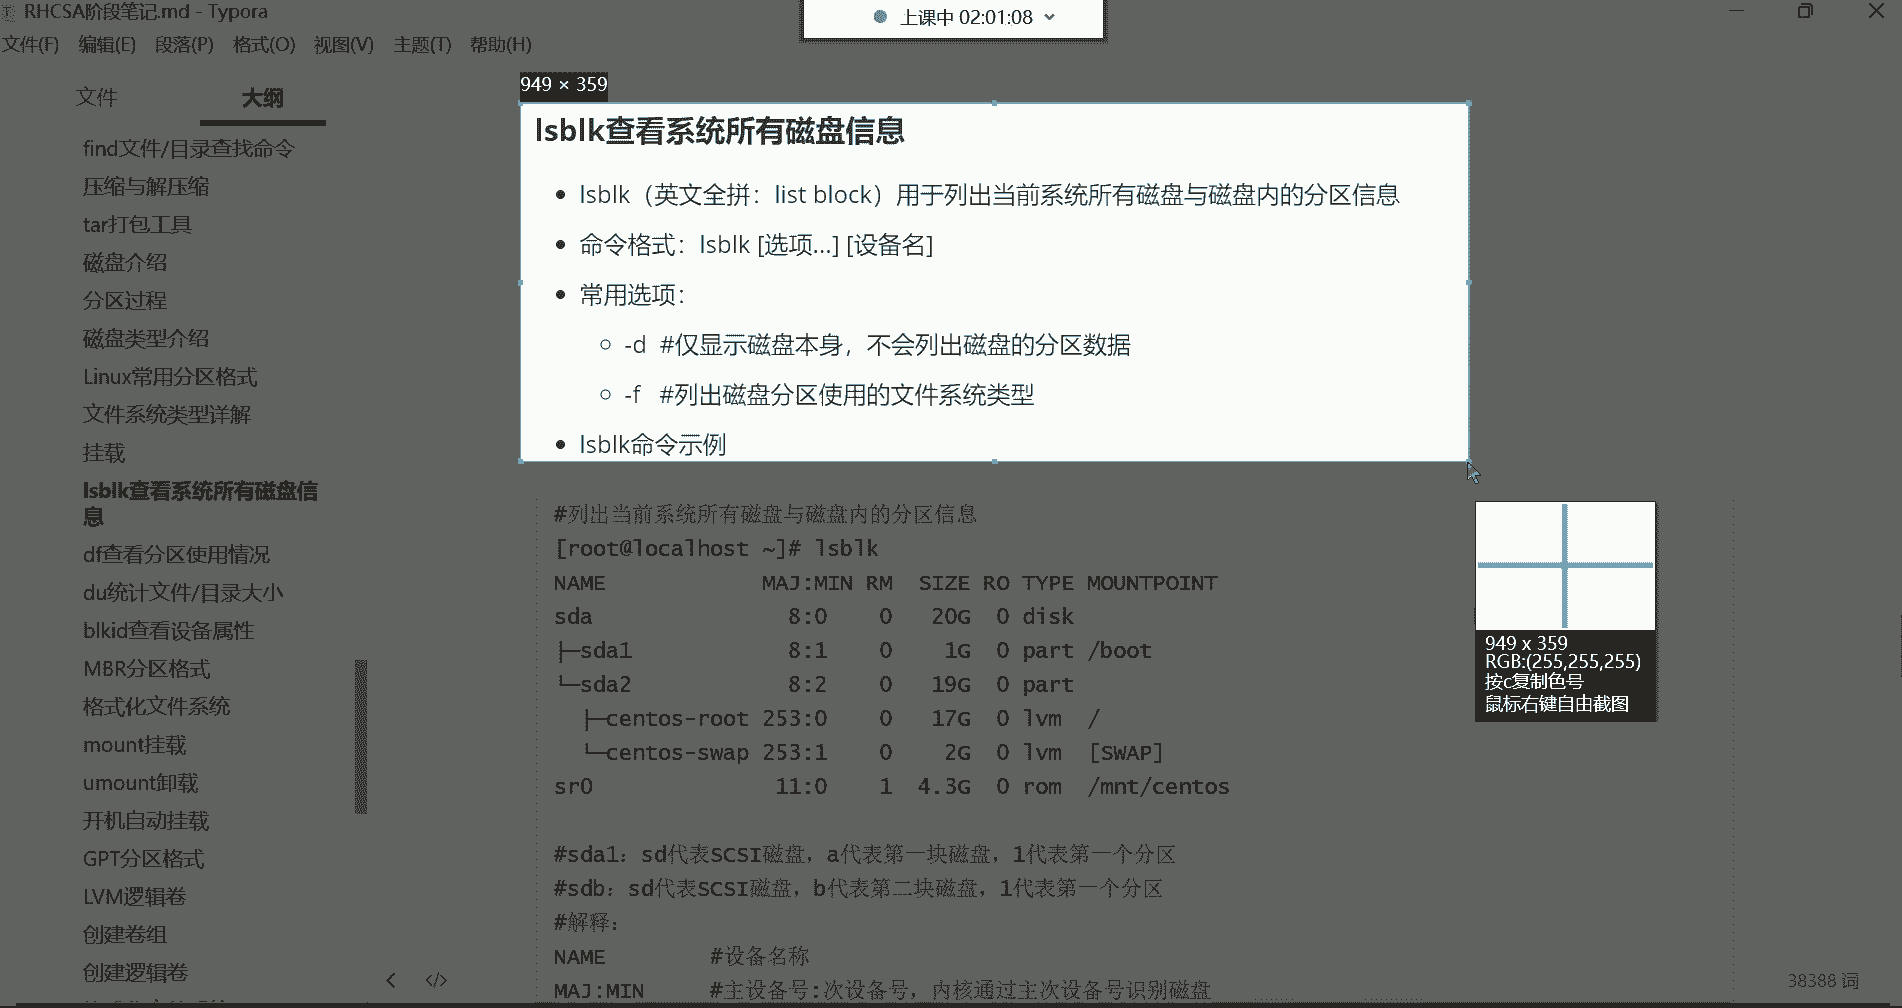 RHCSA阶段笔记.md - Typora
上课中 02:01:08
文件(F) 编辑(E) 段落(P) 格式(O) 视图(V) 主题(T) 帮助(H)
文件 大纲
find文件/目录查找命令
压缩与解压缩
tar打包工具
磁盘介绍
分区过程
磁盘类型介绍
Linux常用分区格式
文件系统类型详解
挂载
lsblk查看系统所有磁盘信
息
df查看分区使用情况
du统计文件/目录大小
blkid查看设备属性
MBR分区格式
格式化文件系统
mount挂载
umount卸载
开机自动挂载
GPT分区格式
LVM逻辑卷
创建卷组
创建逻辑卷
949 × 359
lsblk查看系统所有磁盘信息
lsblk（英文全拼：list block）用于列出当前系统所有磁盘与磁盘内的分区信息
命令格式：lsblk [选项...] [设备名]
常用选项：
-d #仅显示磁盘本身，不会列出磁盘的分区数据
-f #列出磁盘分区使用的文件系统类型
lsblk命令示例
#列出当前系统所有磁盘与磁盘内的分区信息
[root@localhost ~]# lsblk
NAME MAJ:MIN RM SIZE RO TYPE MOUNTPOINT
sda 8:0 0 20G 0 disk
├─sda1 8:1 0 1G 0 part /boot
└─sda2 8:2 0 19G 0 part
├─centos-root 253:0 0 17G 0 lvm /
└─centos-swap 253:1 0 2G 0 lvm [SWAP]
sr0 11:0 1 4.3G 0 rom /mnt/centos
#sda1：sd代表SCSI磁盘，a代表第一块磁盘，1代表第一个分区
#sdb：sd代表SCSI磁盘，b代表第二块磁盘，1代表第一个分区
#解释：
NAME #设备名称
MAJ:MIN #主设备号:次设备号，内核通过主次设备号识别磁盘
949 x 359
RGB:(255,255,255)
按c复制色号
鼠标右键自由截图
</> 38388 词